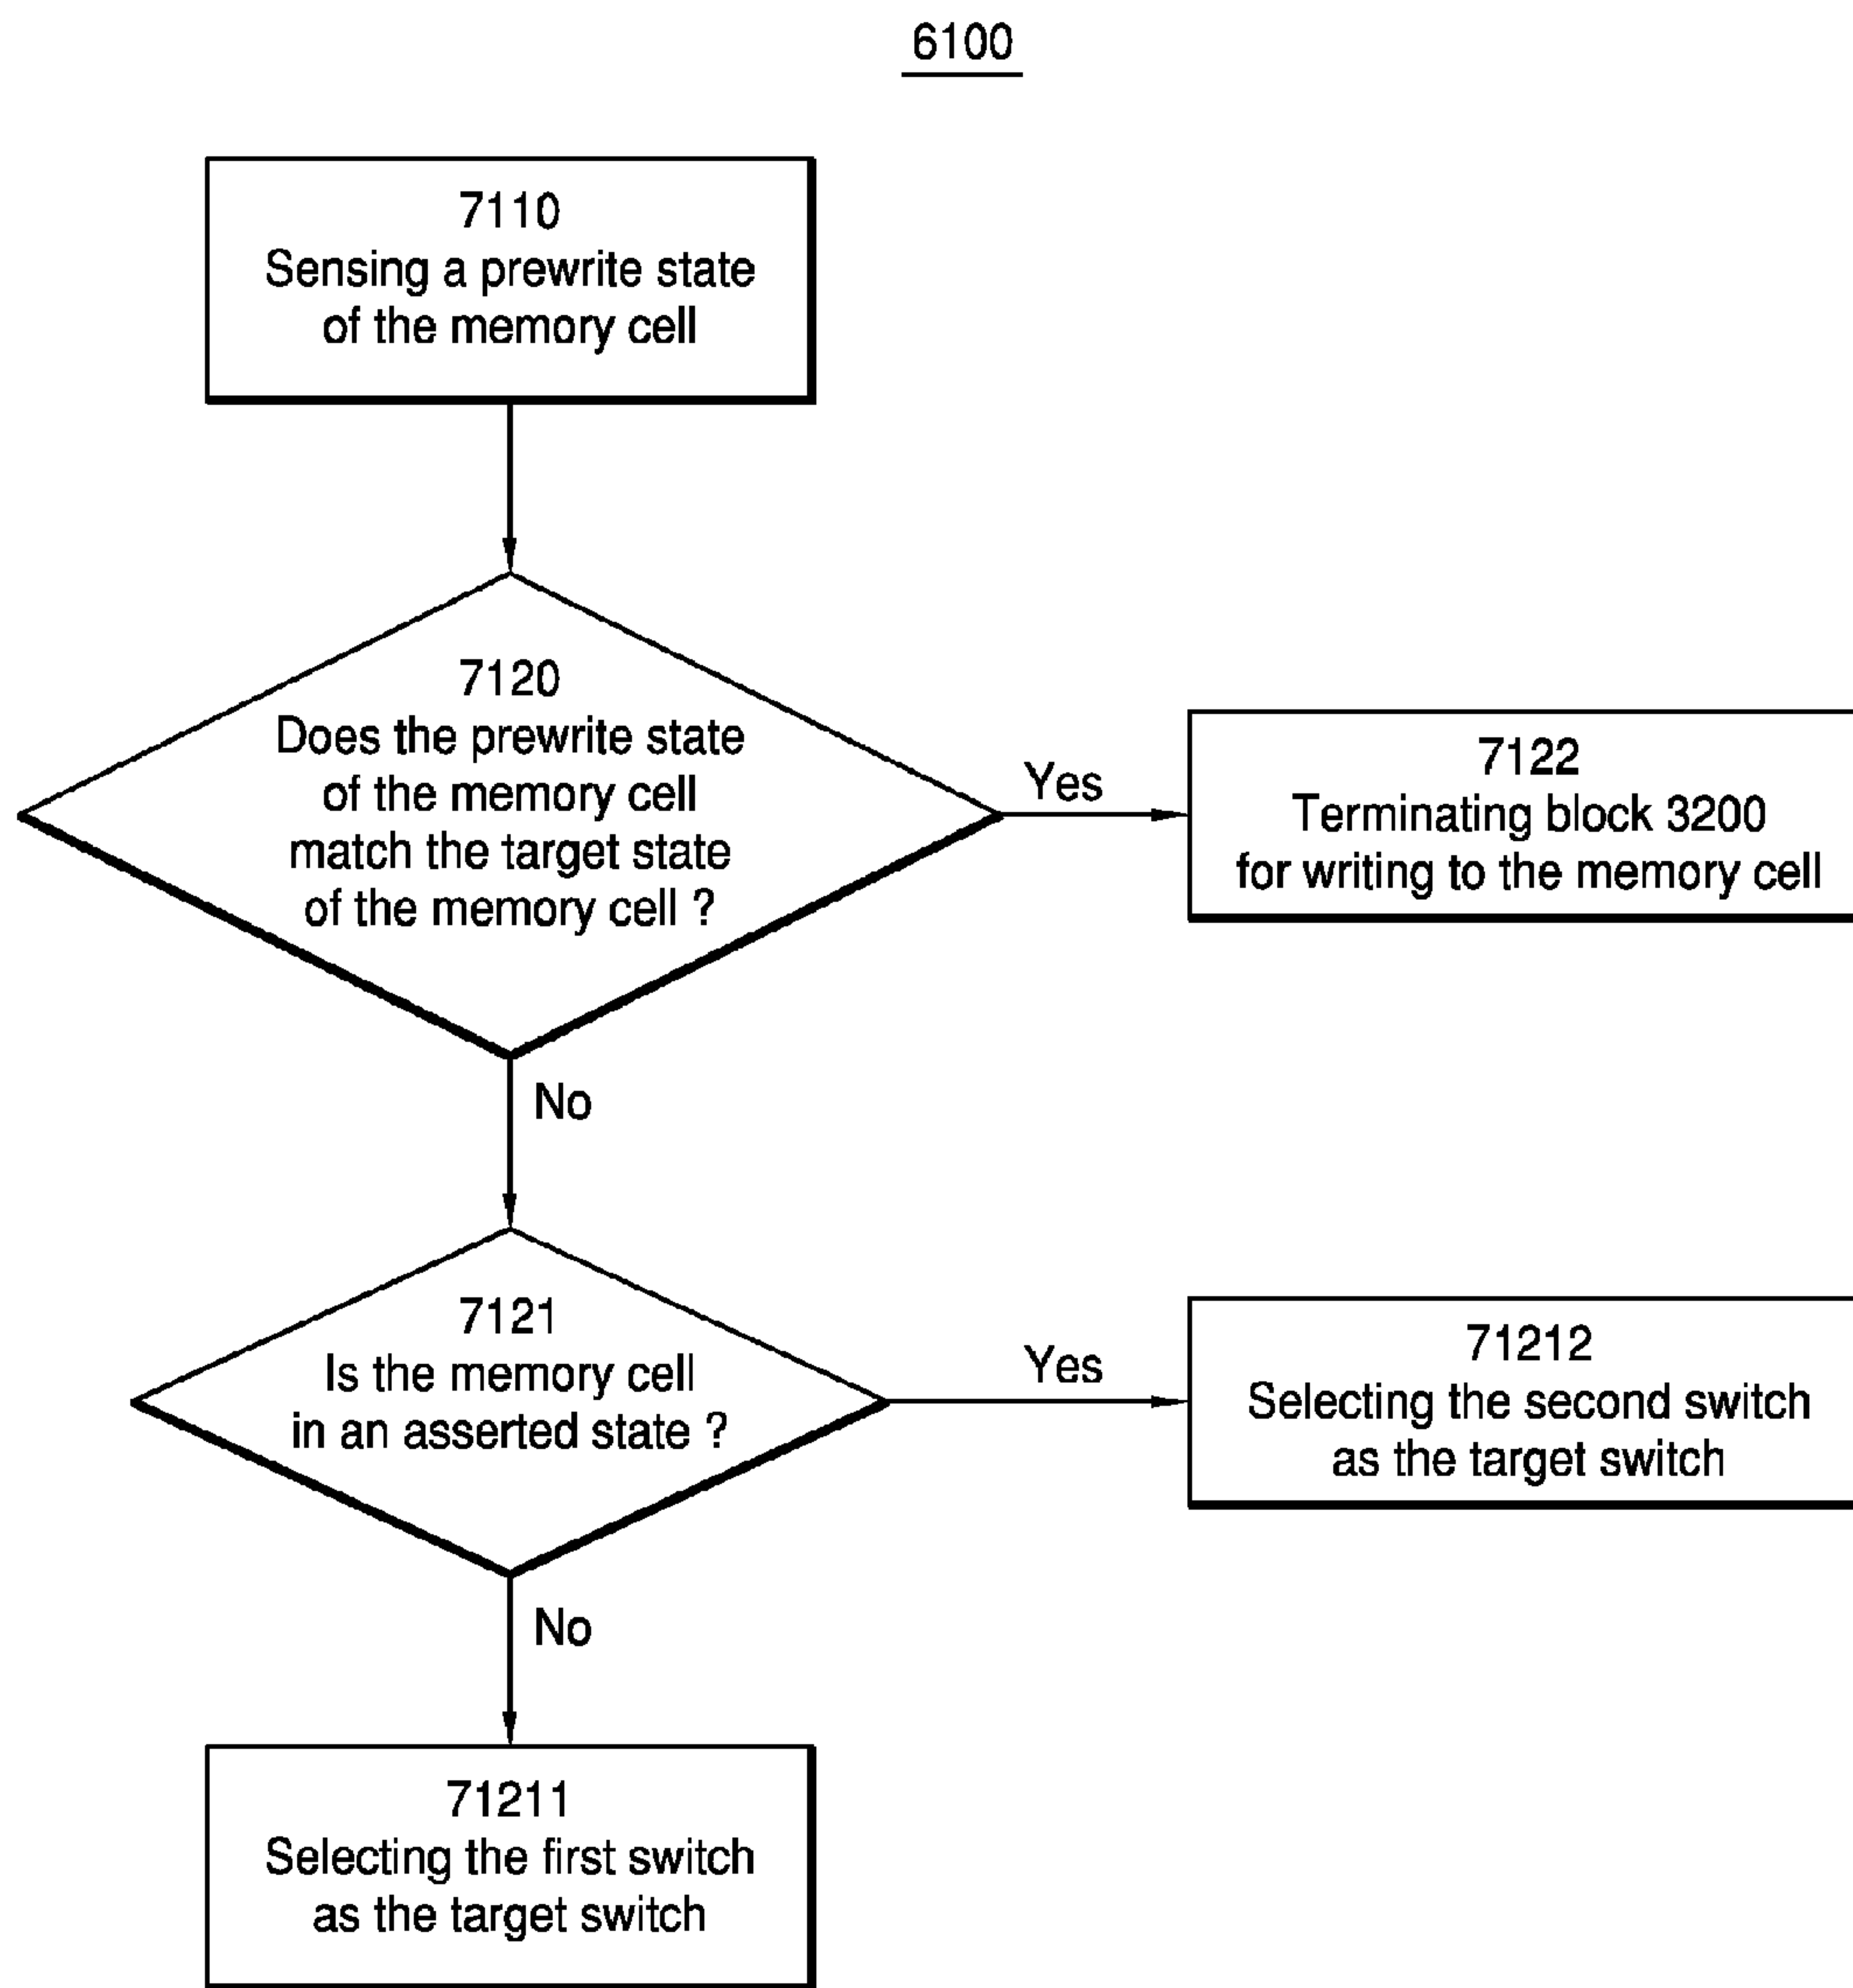 6100
7110
Sensing a prewrite state
of the memory cell
7120
Does the prewrite state
of the memory cell
match the target state
of the memory cell ?
Yes
7122
Terminating block 3200
for writing to the memory cell
No
7121
Is the memory cell
in an asserted state ?
Yes
71212
Selecting the second switch
as the target switch
No
71211
Selecting the first switch
as the target switch